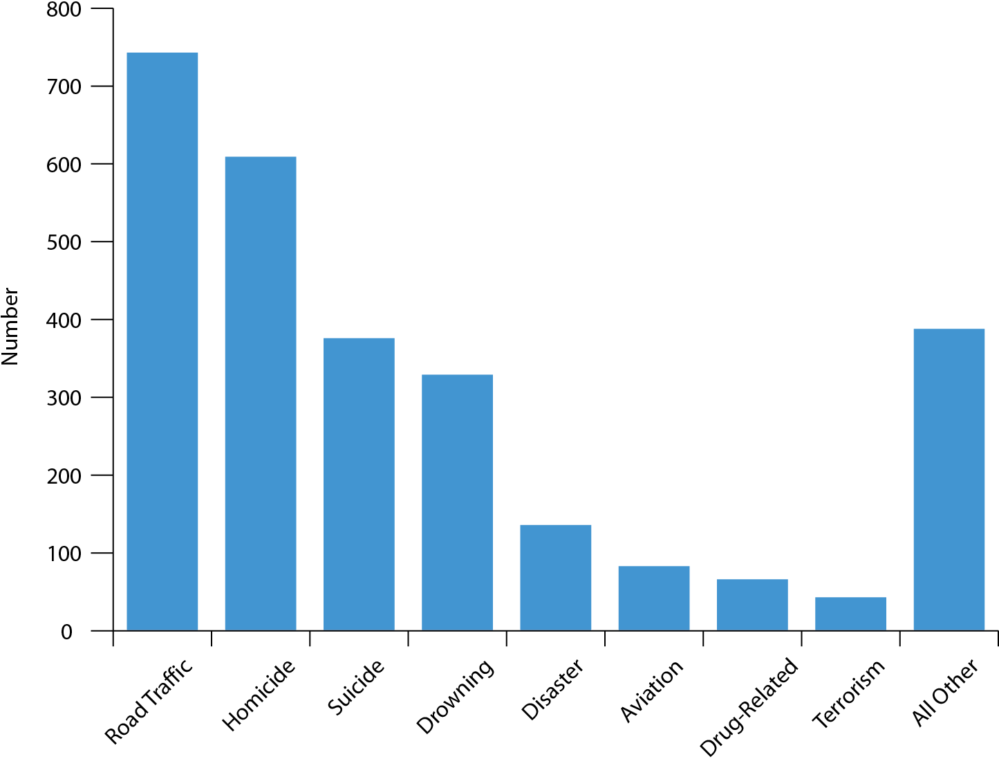 800
700
600
500
400
300
200
100
0
Number
Road Traffic
Homicide
Suicide
Drowning
Disaster
Aviation
Drug-Related
Terrorism
All Other